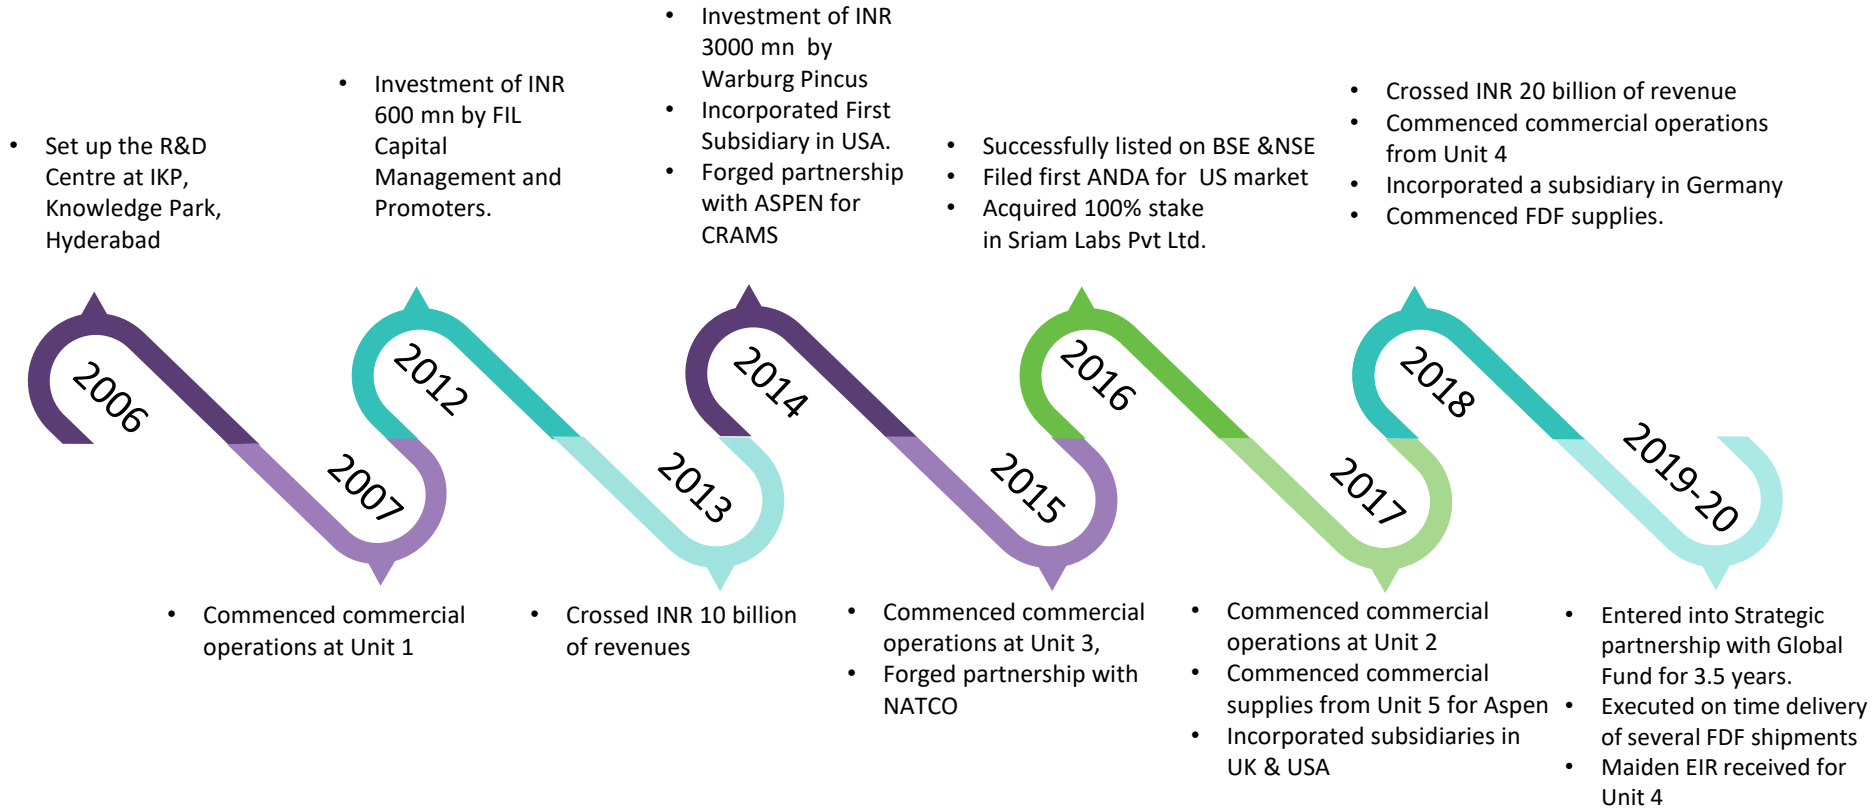 • Set up the R&D
Centre at IKP,
Knowledge Park,
Hyderabad
2006
2007
• Commenced commercial
operations at Unit 1
• Investment of INR
600 mn by FIL
Capital
Management and
Promoters.
2012
2013
• Crossed INR 10 billion
of revenues
• Investment of INR
3000 mn by
Warburg Pincus
• Incorporated First
Subsidiary in USA.
• Forged partnership
with ASPEN for
CRAMS
2014
2015
• Commenced commercial
operations at Unit 3,
• Forged partnership with
NATCO
• Successfully listed on BSE &NSE
• Filed first ANDA for US market
• Acquired 100% stake
in Sriam Labs Pvt Ltd.
2016
2017
• Commenced commercial
operations at Unit 2
• Commenced commercial
supplies from Unit 5 for Aspen
• Incorporated subsidiaries in
UK & USA
• Crossed INR 20 billion of revenue
• Commenced commercial operations
from Unit 4
• Incorporated a subsidiary in Germany
• Commenced FDF supplies.
2018
2019-20
• Entered into Strategic
partnership with Global
Fund for 3.5 years.
• Executed on time delivery
of several FDF shipments
• Maiden EIR received for
Unit 4